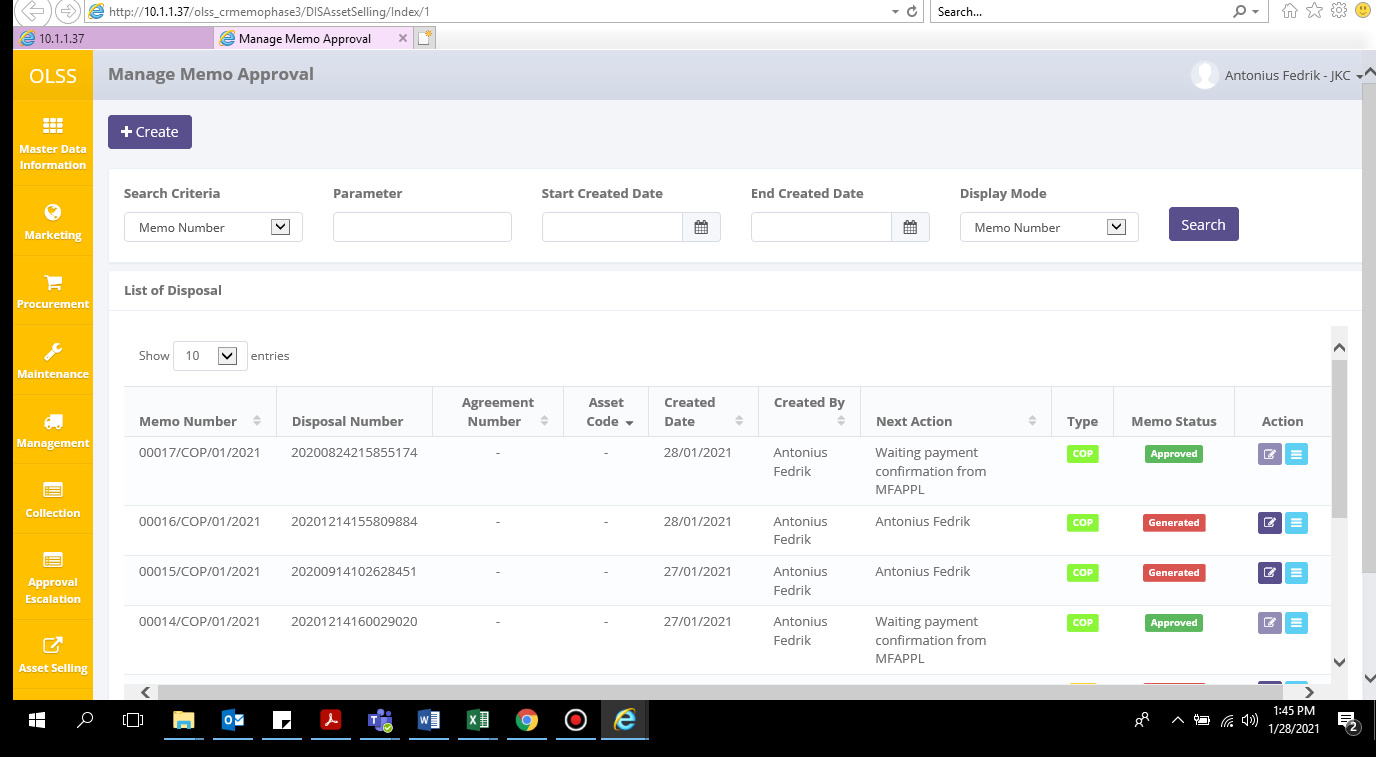 http://10.1.1.37/olss_crmemophase3/DISAssetSelling/Index/1
Search...
10.1.1.37
Manage Memo Approval
OLSS
Manage Memo Approval
Antonius Fedrik - JKC
Create
Master Data
Information
Marketing
Procurement
Maintenance
Management
Collection
Approval
Escalation
Asset Selling
Search Criteria
Parameter
Start Created Date
End Created Date
Display Mode
Memo Number
Memo Number
Search
List of Disposal
Show 10 entries
Memo Number
Disposal Number
Agreement
Number
Asset
Code
Created
Date
Created By
Next Action
Type
Memo Status
Action
00017/COP/01/2021
20200824215855174
-
-
28/01/2021
Antonius
Fedrik
Waiting payment
confirmation from
MFAPPL
COP
Approved
00016/COP/01/2021
20201214155809884
-
-
28/01/2021
Antonius
Fedrik
Antonius Fedrik
COP
Generated
00015/COP/01/2021
20200914102628451
-
-
27/01/2021
Antonius
Fedrik
Antonius Fedrik
COP
Generated
00014/COP/01/2021
20201214160029020
-
-
27/01/2021
Antonius
Fedrik
Waiting payment
confirmation from
MFAPPL
COP
Approved
1:45 PM
1/28/2021
2